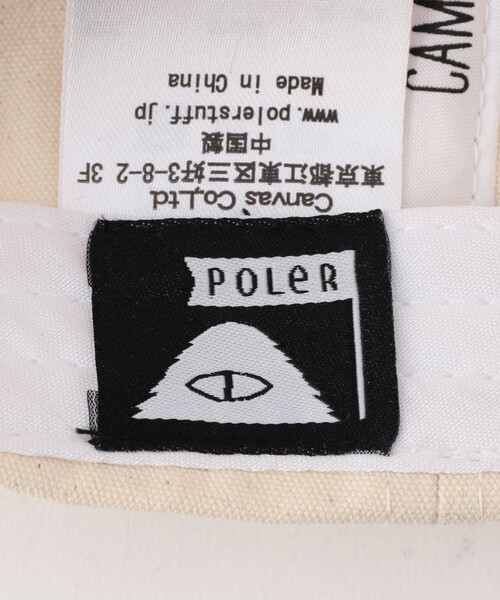 Canvas Co.,Ltd.
東京都江東区三好3-8-2 3F
中国製
www.polerstuff.jp
Made in China
CAM
POLeR